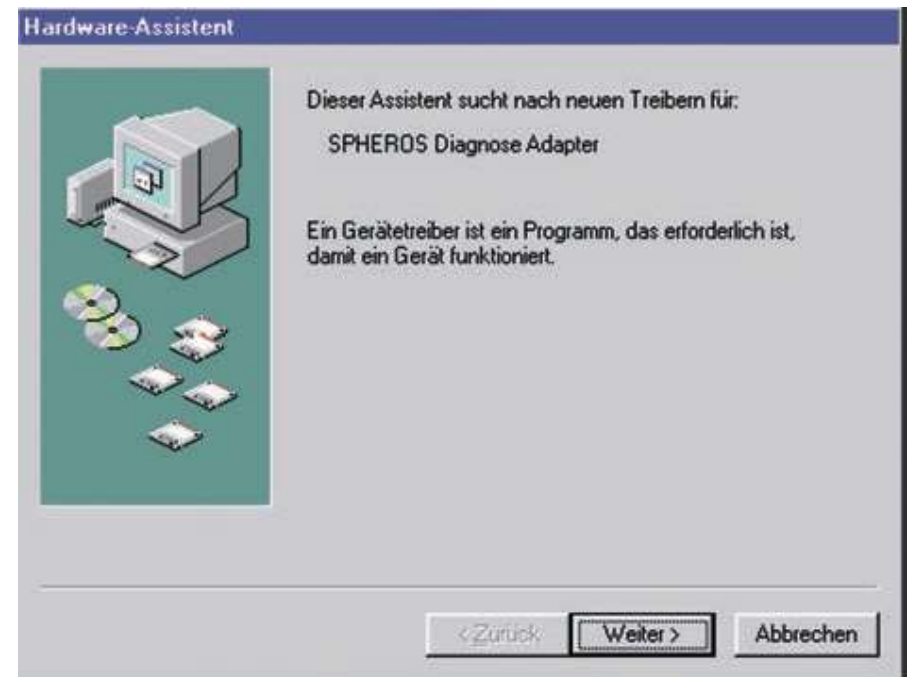 Hardware-Assistent
Dieser Assistent sucht nach neuen Treibern für:
SPHEROS Diagnose Adapter
Ein Gerätetreiber ist ein Programm, das erforderlich ist,
damit ein Gerät funktioniert.
< Zurück Weiter > Abbrechen